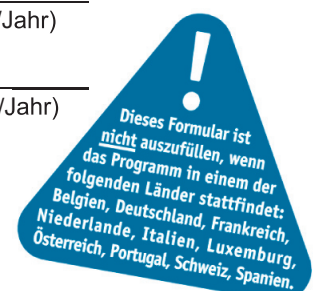 /Jahr)
/Jahr)
!
Dieses Formular ist
nicht auszufüllen, wenn
das Programm in einem der
folgenden Länder stattfindet:
Belgien, Deutschland, Frankreich,
Niederlande, Italien, Luxemburg,
Österreich, Portugal, Schweiz, Spanien.